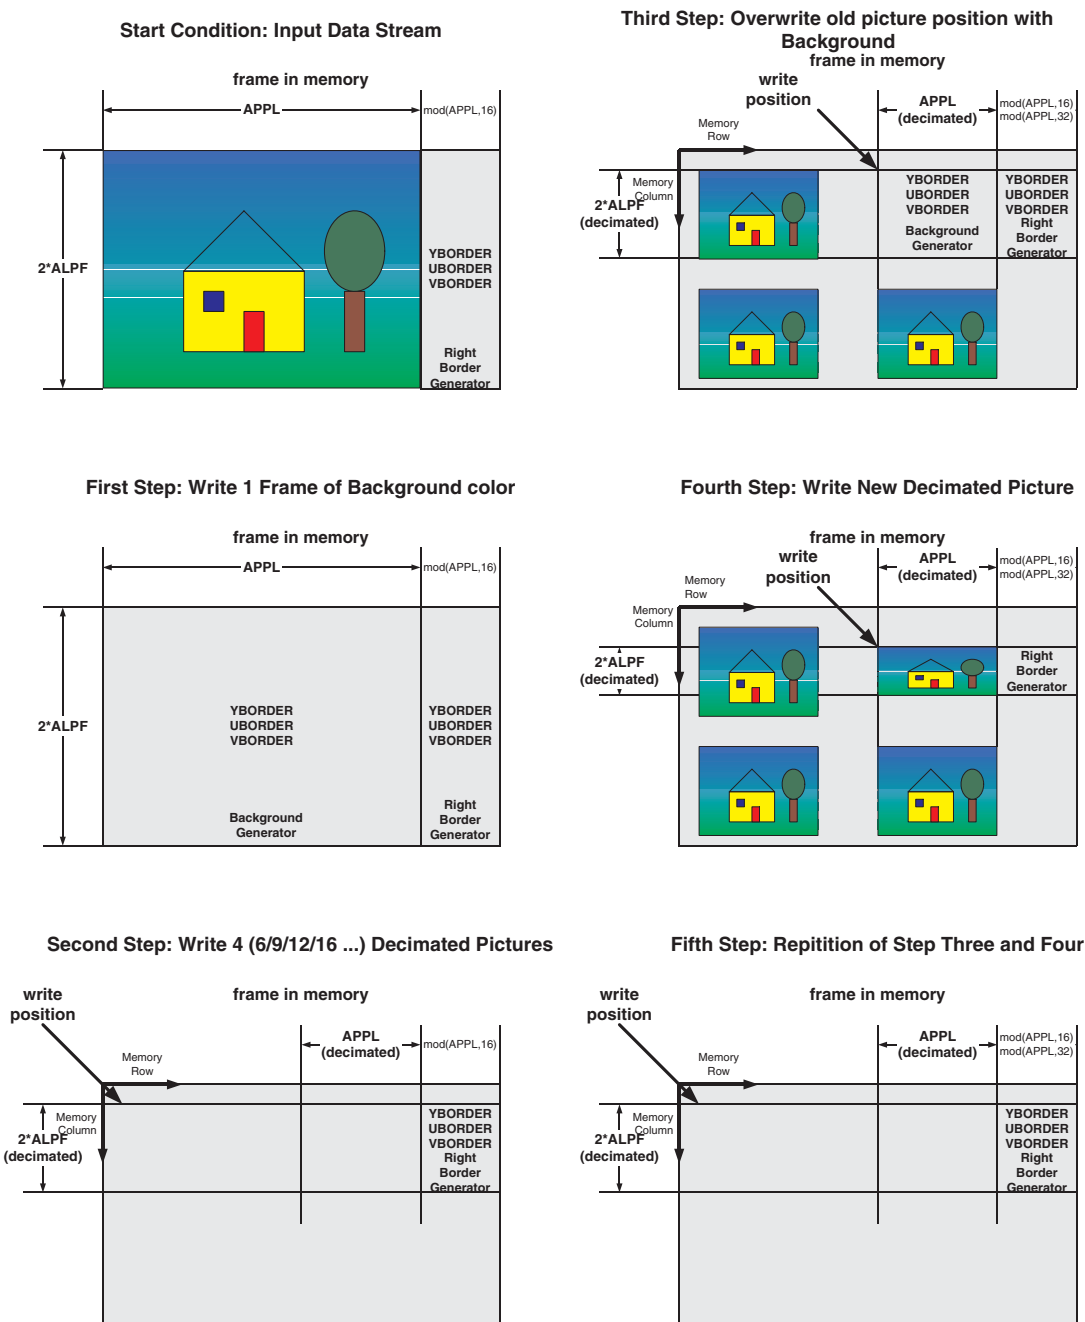 Start Condition: Input Data Stream
frame in memory
APPL
mod(APPL,16)
2*ALPF
YBORDER
UBORDER
VBORDER
Right
Border
Generator
Third Step: Overwrite old picture position with
Background
frame in memory
write
position
APPL
(decimated)
mod(APPL,16)
mod(APPL,32)
Memory
Row
Memory
Column
2*ALPF
(decimated)
YBORDER
UBORDER
VBORDER
Background
Generator
YBORDER
UBORDER
VBORDER
Right
Border
Generator
First Step: Write 1 Frame of Background color
frame in memory
APPL
mod(APPL,16)
2*ALPF
YBORDER
UBORDER
VBORDER
Background
Generator
YBORDER
UBORDER
VBORDER
Right
Border
Generator
Fourth Step: Write New Decimated Picture
frame in memory
write
position
APPL
(decimated)
mod(APPL,16)
mod(APPL,32)
Memory
Row
Memory
Column
2*ALPF
(decimated)
Right
Border
Generator
Second Step: Write 4 (6/9/12/16 ...) Decimated Pictures
write
position
frame in memory
APPL
(decimated)
mod(APPL,16)
Memory
Row
Memory
Column
2*ALPF
(decimated)
YBORDER
UBORDER
VBORDER
Right
Border
Generator
Fifth Step: Repitition of Step Three and Four
write
position
frame in memory
APPL
(decimated)
mod(APPL,16)
mod(APPL,32)
Memory
Row
Memory
Column
2*ALPF
(decimated)
YBORDER
UBORDER
VBORDER
Right
Border
Generator